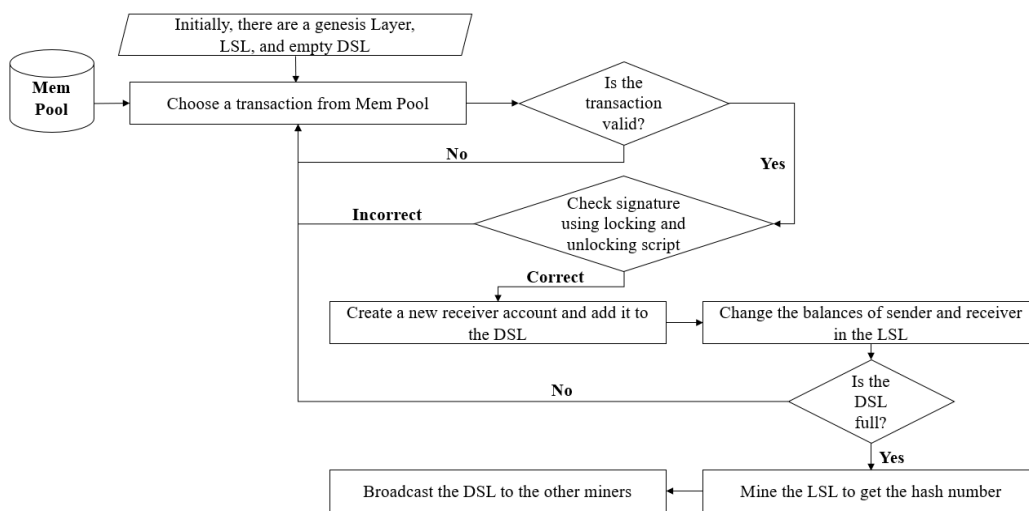 Initially, there are a genesis Layer,
LSL, and empty DSL
Mem
Pool
Choose a transaction from Mem Pool
Is the
transaction
valid?
No
Yes
Check signature
using locking and
unlocking script
Incorrect
Correct
Create a new receiver account and add it to
the DSL
Change the balances of sender and receiver
in the LSL
Is the
DSL
full?
No
Yes
Mine the LSL to get the hash number
Broadcast the DSL to the other miners